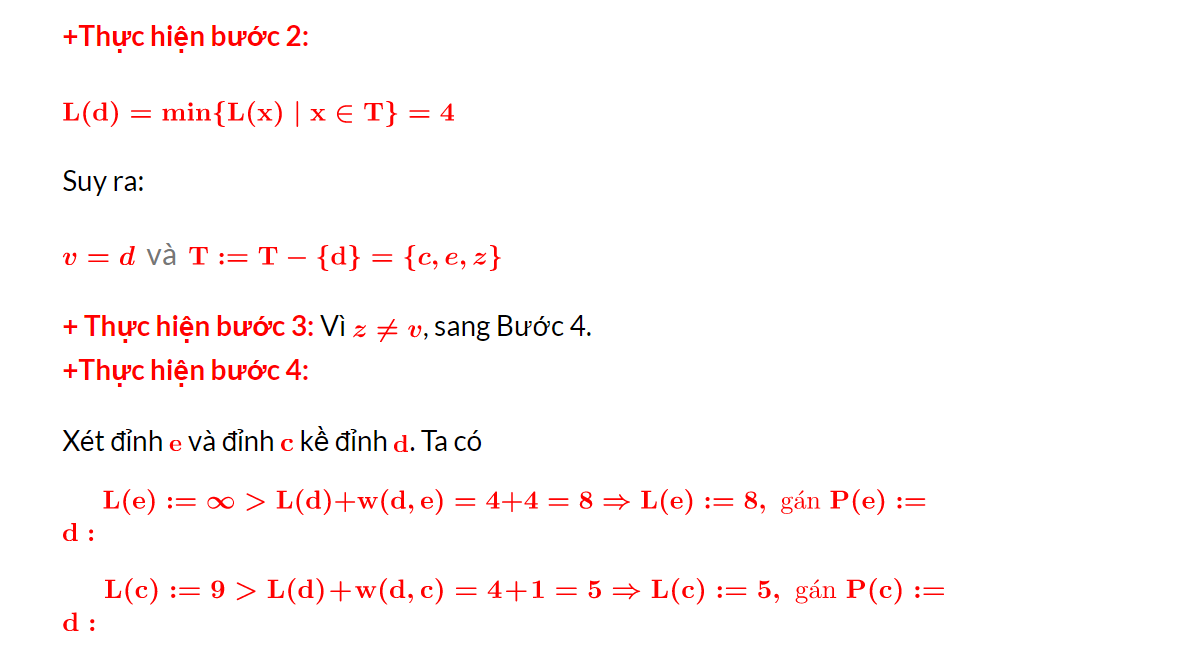 +Thực hiện bước 2:
L(d) = min{L(x) | x ∈ T} = 4
Suy ra:
v = d và T := T − {d} = {c, e, z}
+ Thực hiện bước 3: Vì z ≠ v, sang Bước 4.
+Thực hiện bước 4:
Xét đỉnh e và đỉnh c kề đỉnh d. Ta có
L(e) := ∞ > L(d)+w(d, e) = 4+4 = 8 ⇒ L(e) := 8, gán P(e) :=
d :
L(c) := 9 > L(d)+w(d, c) = 4+1 = 5 ⇒ L(c) := 5, gán P(c) :=
d :